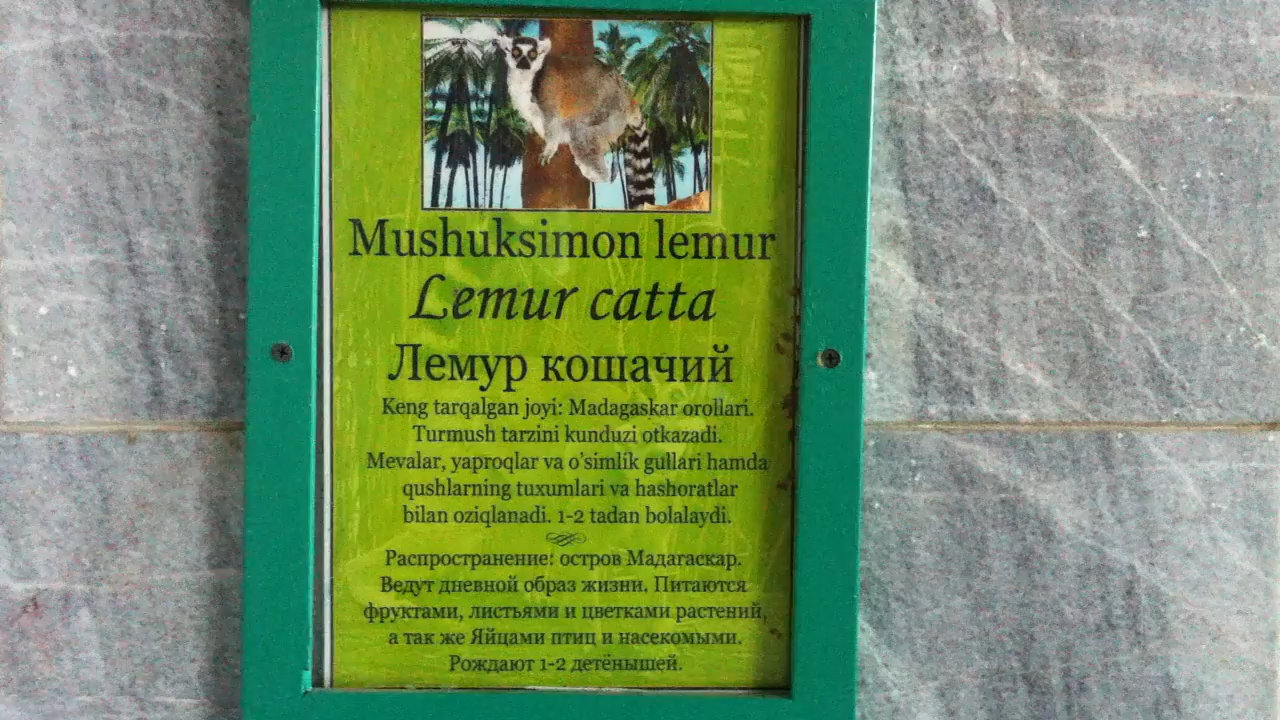 Mushuksimon lemur
Lemur catta
Лемур кошачий
Keng tarqalgan joyi: Madagaskar orollari.
Turmush tarzini kunduzi otkazadi.
Mevalar, yaproqlar va o'simlik gullari hamda
qushlarning tuxumlari va hashoratlar
bilan oziqlanadi. 1-2 tadan bolalaydi.
Распространение: остров Мадагаскар.
Ведут дневной образ жизни. Питаются
фруктами, листьями и цветками растений,
а так же Яйцами птиц и насекомыми.
Рождают 1-2 детёнышей.